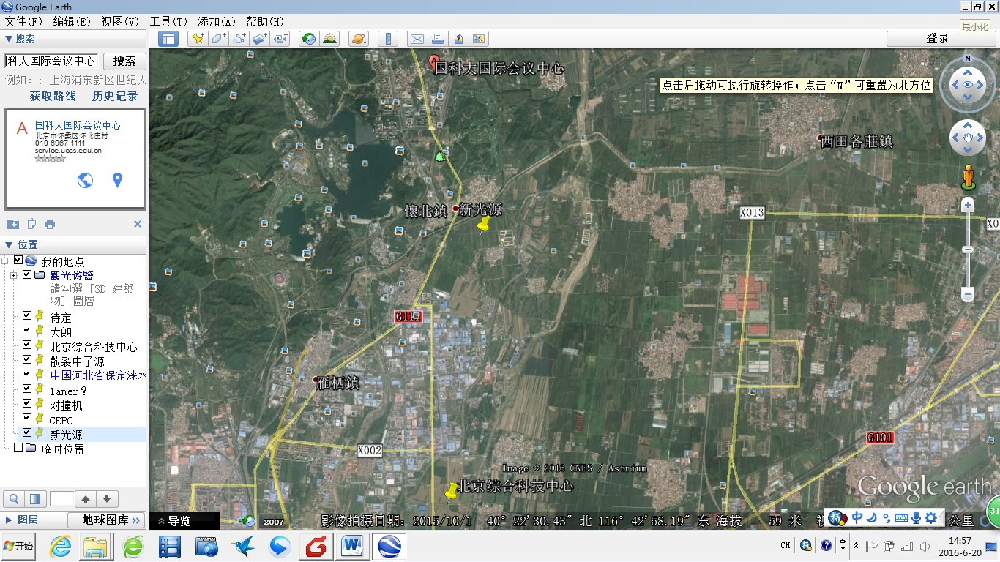 Google Earth
文件(F) 编辑(E) 视图(V) 工具(T) 添加(A) 帮助(H)
最小化
搜索
登录
科大国际会议中心
搜索
例如：：上海浦东新区世纪大
获取路线 历史记录
A 国科大国际会议中心
北京市怀柔区怀北庄村
010 6967 1111 ·
service.ucas.edu.cn
位置
我的地点
觀光游覽
請勾選 [3D 建築
物] 圖層
待定
大朗
北京综合科技中心
散裂中子源
中国河北省保定涞水
lamer?
对撞机
CEPC
新光源
临时位置
图层
地球图库 »
国科大国际会议中心
点击后拖动可执行旋转操作；点击“N”可重置为北方位
N
西田各莊鎮
懷北鎮
新光源
X013
X0
G111
雁栖鎮
X002
G101
Image © 2016 CNES / Astrium
北京综合科技中心
Google earth
导览
2007
影像拍摄日期: 2015/10/1 40° 22′30.43″ 北 116° 42′58.19″ 东 海拔 59 米
公里
中
31
开始
CH
14:57
2016-6-20